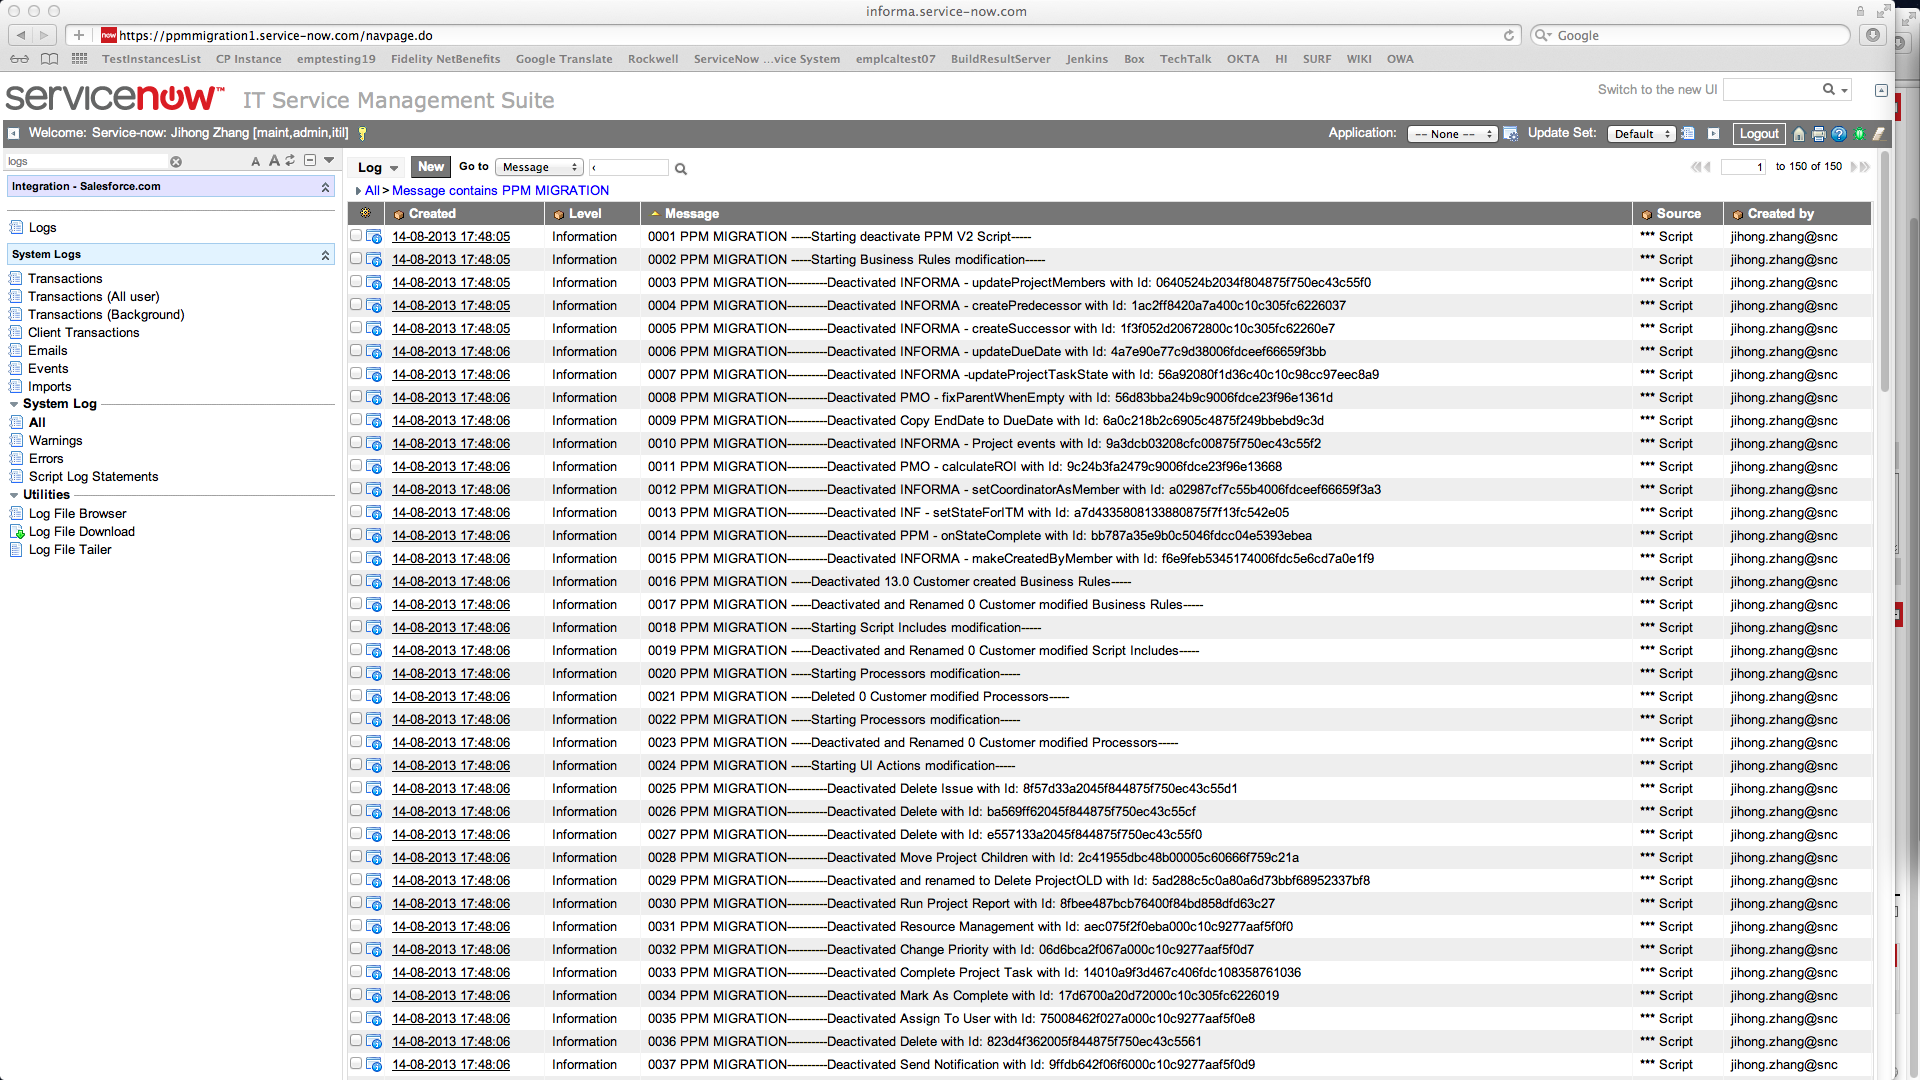 informa.service-now.com
https://ppmmigration1.service-now.com/navpage.do
Google
TestInstancesList CP Instance emptesting19 Fidelity NetBenefits Google Translate Rockwell ServiceNow ...vice System emplcaltest07 BuildResultServer Jenkins Box TechTalk OKTA HI SURF WIKI OWA
servicenow™ IT Service Management Suite
Switch to the new UI
Welcome: Service-now: Jihong Zhang [maint,admin,itil]
Application: -- None -- Update Set: Default Logout
logs
A A
Integration - Salesforce.com
Logs
System Logs
Transactions
Transactions (All user)
Transactions (Background)
Client Transactions
Emails
Events
Imports
System Log
All
Warnings
Errors
Script Log Statements
Utilities
Log File Browser
Log File Download
Log File Tailer
Log New Go to Message ‹
1 to 150 of 150
All > Message contains PPM MIGRATION
Created Level Message Source Created by
14-08-2013 17:48:05 Information 0001 PPM MIGRATION -----Starting deactivate PPM V2 Script----- *** Script jihong.zhang@snc
14-08-2013 17:48:05 Information 0002 PPM MIGRATION -----Starting Business Rules modification----- *** Script jihong.zhang@snc
14-08-2013 17:48:05 Information 0003 PPM MIGRATION----------Deactivated INFORMA - updateProjectMembers with Id: 0640524b2034f804875f750ec43c55f0 *** Script jihong.zhang@snc
14-08-2013 17:48:05 Information 0004 PPM MIGRATION----------Deactivated INFORMA - createPredecessor with Id: 1ac2ff8420a7a400c10c305fc6226037 *** Script jihong.zhang@snc
14-08-2013 17:48:05 Information 0005 PPM MIGRATION----------Deactivated INFORMA - createSuccessor with Id: 1f3f052d20672800c10c305fc62260e7 *** Script jihong.zhang@snc
14-08-2013 17:48:06 Information 0006 PPM MIGRATION----------Deactivated INFORMA - updateDueDate with Id: 4a7e90e77c9d38006fdceef66659f3bb *** Script jihong.zhang@snc
14-08-2013 17:48:06 Information 0007 PPM MIGRATION----------Deactivated INFORMA -updateProjectTaskState with Id: 56a92080f1d36c40c10c98cc97eec8a9 *** Script jihong.zhang@snc
14-08-2013 17:48:06 Information 0008 PPM MIGRATION----------Deactivated PMO - fixParentWhenEmpty with Id: 56d83bba24b9c9006fdce23f96e1361d *** Script jihong.zhang@snc
14-08-2013 17:48:06 Information 0009 PPM MIGRATION----------Deactivated Copy EndDate to DueDate with Id: 6a0c218b2c6905c4875f249bbebd9c3d *** Script jihong.zhang@snc
14-08-2013 17:48:06 Information 0010 PPM MIGRATION----------Deactivated INFORMA - Project events with Id: 9a3dcb03208cfc00875f750ec43c55f2 *** Script jihong.zhang@snc
14-08-2013 17:48:06 Information 0011 PPM MIGRATION----------Deactivated PMO - calculateROI with Id: 9c24b3fa2479c9006fdce23f96e13668 *** Script jihong.zhang@snc
14-08-2013 17:48:06 Information 0012 PPM MIGRATION----------Deactivated INFORMA - setCoordinatorAsMember with Id: a02987cf7c55b4006fdceef66659f3a3 *** Script jihong.zhang@snc
14-08-2013 17:48:06 Information 0013 PPM MIGRATION----------Deactivated INF - setStateForITM with Id: a7d4335808133880875f7f13fc542e05 *** Script jihong.zhang@snc
14-08-2013 17:48:06 Information 0014 PPM MIGRATION----------Deactivated PPM - onStateComplete with Id: bb787a35e9b0c5046fdcc04e5393ebea *** Script jihong.zhang@snc
14-08-2013 17:48:06 Information 0015 PPM MIGRATION----------Deactivated INFORMA - makeCreatedByMember with Id: f6e9feb5345174006fdc5e6cd7a0e1f9 *** Script jihong.zhang@snc
14-08-2013 17:48:06 Information 0016 PPM MIGRATION -----Deactivated 13.0 Customer created Business Rules----- *** Script jihong.zhang@snc
14-08-2013 17:48:06 Information 0017 PPM MIGRATION -----Deactivated and Renamed 0 Customer modified Business Rules----- *** Script jihong.zhang@snc
14-08-2013 17:48:06 Information 0018 PPM MIGRATION -----Starting Script Includes modification----- *** Script jihong.zhang@snc
14-08-2013 17:48:06 Information 0019 PPM MIGRATION -----Deactivated and Renamed 0 Customer modified Script Includes----- *** Script jihong.zhang@snc
14-08-2013 17:48:06 Information 0020 PPM MIGRATION -----Starting Processors modification----- *** Script jihong.zhang@snc
14-08-2013 17:48:06 Information 0021 PPM MIGRATION -----Deleted 0 Customer modified Processors----- *** Script jihong.zhang@snc
14-08-2013 17:48:06 Information 0022 PPM MIGRATION -----Starting Processors modification----- *** Script jihong.zhang@snc
14-08-2013 17:48:06 Information 0023 PPM MIGRATION -----Deactivated and Renamed 0 Customer modified Processors----- *** Script jihong.zhang@snc
14-08-2013 17:48:06 Information 0024 PPM MIGRATION -----Starting UI Actions modification----- *** Script jihong.zhang@snc
14-08-2013 17:48:06 Information 0025 PPM MIGRATION----------Deactivated Delete Issue with Id: 8f57d33a2045f844875f750ec43c55d1 *** Script jihong.zhang@snc
14-08-2013 17:48:06 Information 0026 PPM MIGRATION----------Deactivated Delete with Id: ba569ff62045f844875f750ec43c55cf *** Script jihong.zhang@snc
14-08-2013 17:48:06 Information 0027 PPM MIGRATION----------Deactivated Delete with Id: e557133a2045f844875f750ec43c55f0 *** Script jihong.zhang@snc
14-08-2013 17:48:06 Information 0028 PPM MIGRATION----------Deactivated Move Project Children with Id: 2c41955dbc48b00005c60666f759c21a *** Script jihong.zhang@snc
14-08-2013 17:48:06 Information 0029 PPM MIGRATION----------Deactivated and renamed to Delete ProjectOLD with Id: 5ad288c5c0a80a6d73bbf68952337bf8 *** Script jihong.zhang@snc
14-08-2013 17:48:06 Information 0030 PPM MIGRATION----------Deactivated Run Project Report with Id: 8fbee487bcb76400f84bd858dfd63c27 *** Script jihong.zhang@snc
14-08-2013 17:48:06 Information 0031 PPM MIGRATION----------Deactivated Resource Management with Id: aec075f2f0eba000c10c9277aaf5f0f0 *** Script jihong.zhang@snc
14-08-2013 17:48:06 Information 0032 PPM MIGRATION----------Deactivated Change Priority with Id: 06d6bca2f067a000c10c9277aaf5f0d7 *** Script jihong.zhang@snc
14-08-2013 17:48:06 Information 0033 PPM MIGRATION----------Deactivated Complete Project Task with Id: 14010a9f3d467c406fdc108358761036 *** Script jihong.zhang@snc
14-08-2013 17:48:06 Information 0034 PPM MIGRATION----------Deactivated Mark As Complete with Id: 17d6700a20d72000c10c305fc6226019 *** Script jihong.zhang@snc
14-08-2013 17:48:06 Information 0035 PPM MIGRATION----------Deactivated Assign To User with Id: 75008462f027a000c10c9277aaf5f0e8 *** Script jihong.zhang@snc
14-08-2013 17:48:06 Information 0036 PPM MIGRATION----------Deactivated Delete with Id: 823d4f362005f844875f750ec43c5561 *** Script jihong.zhang@snc
14-08-2013 17:48:06 Information 0037 PPM MIGRATION----------Deactivated Send Notification with Id: 9ffdb642f06f6000c10c9277aaf5f0d9 *** Script jihong.zhang@snc